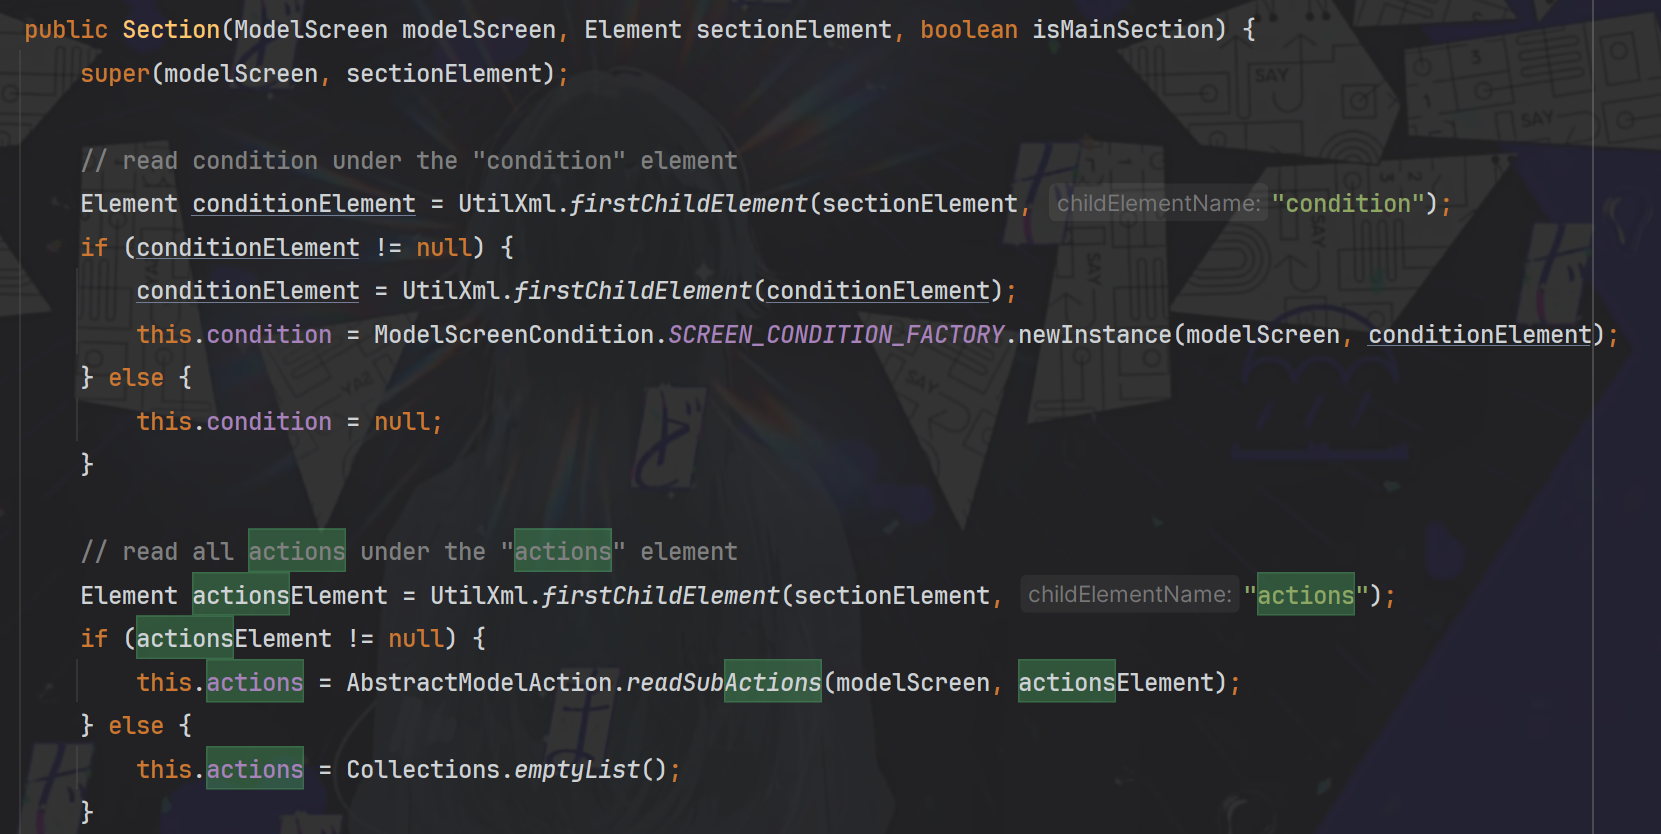 public Section(ModelScreen modelScreen, Element sectionElement, boolean isMainSection) {
super(modelScreen, sectionElement);
// read condition under the "condition" element
Element conditionElement = UtilXml.firstChildElement(sectionElement, childElementName: "condition");
if (conditionElement != null) {
conditionElement = UtilXml.firstChildElement(conditionElement);
this.condition = ModelScreenCondition.SCREEN_CONDITION_FACTORY.newInstance(modelScreen, conditionElement);
} else {
this.condition = null;
}
// read all actions under the "actions" element
Element actionsElement = UtilXml.firstChildElement(sectionElement, childElementName: "actions");
if (actionsElement != null) {
this.actions = AbstractModelAction.readSubActions(modelScreen, actionsElement);
} else {
this.actions = Collections.emptyList();
}
SAY
SAY
SAY
SAY
SAY
SAY